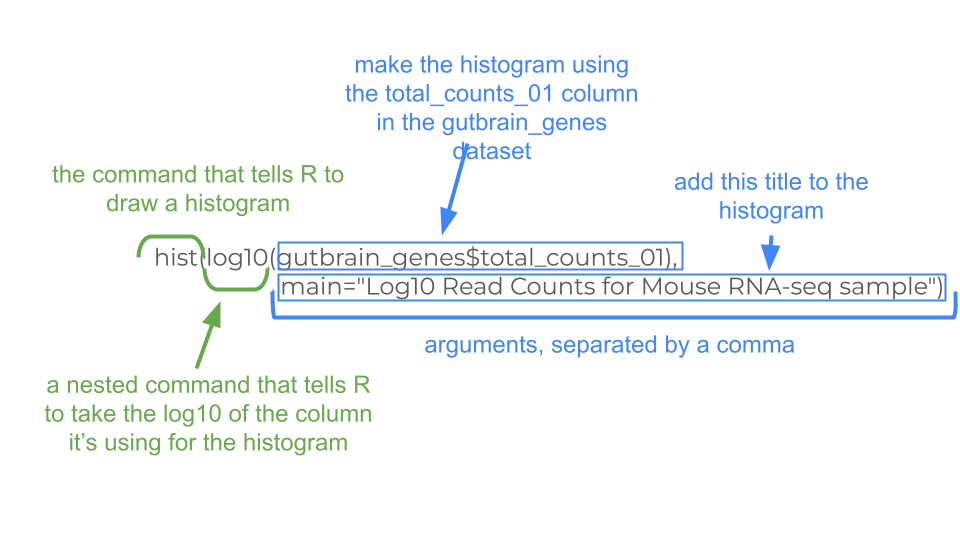 make the histogram using
the total_counts_01 column
in the gutbrain_genes
dataset
the command that tells R to
draw a histogram
add this title to the
histogram
hist(log10(gutbrain_genes$total_counts_01),
main="Log10 Read Counts for Mouse RNA-seq sample")
arguments, separated by a comma
a nested command that tells R
to take the log10 of the column
it’s using for the histogram